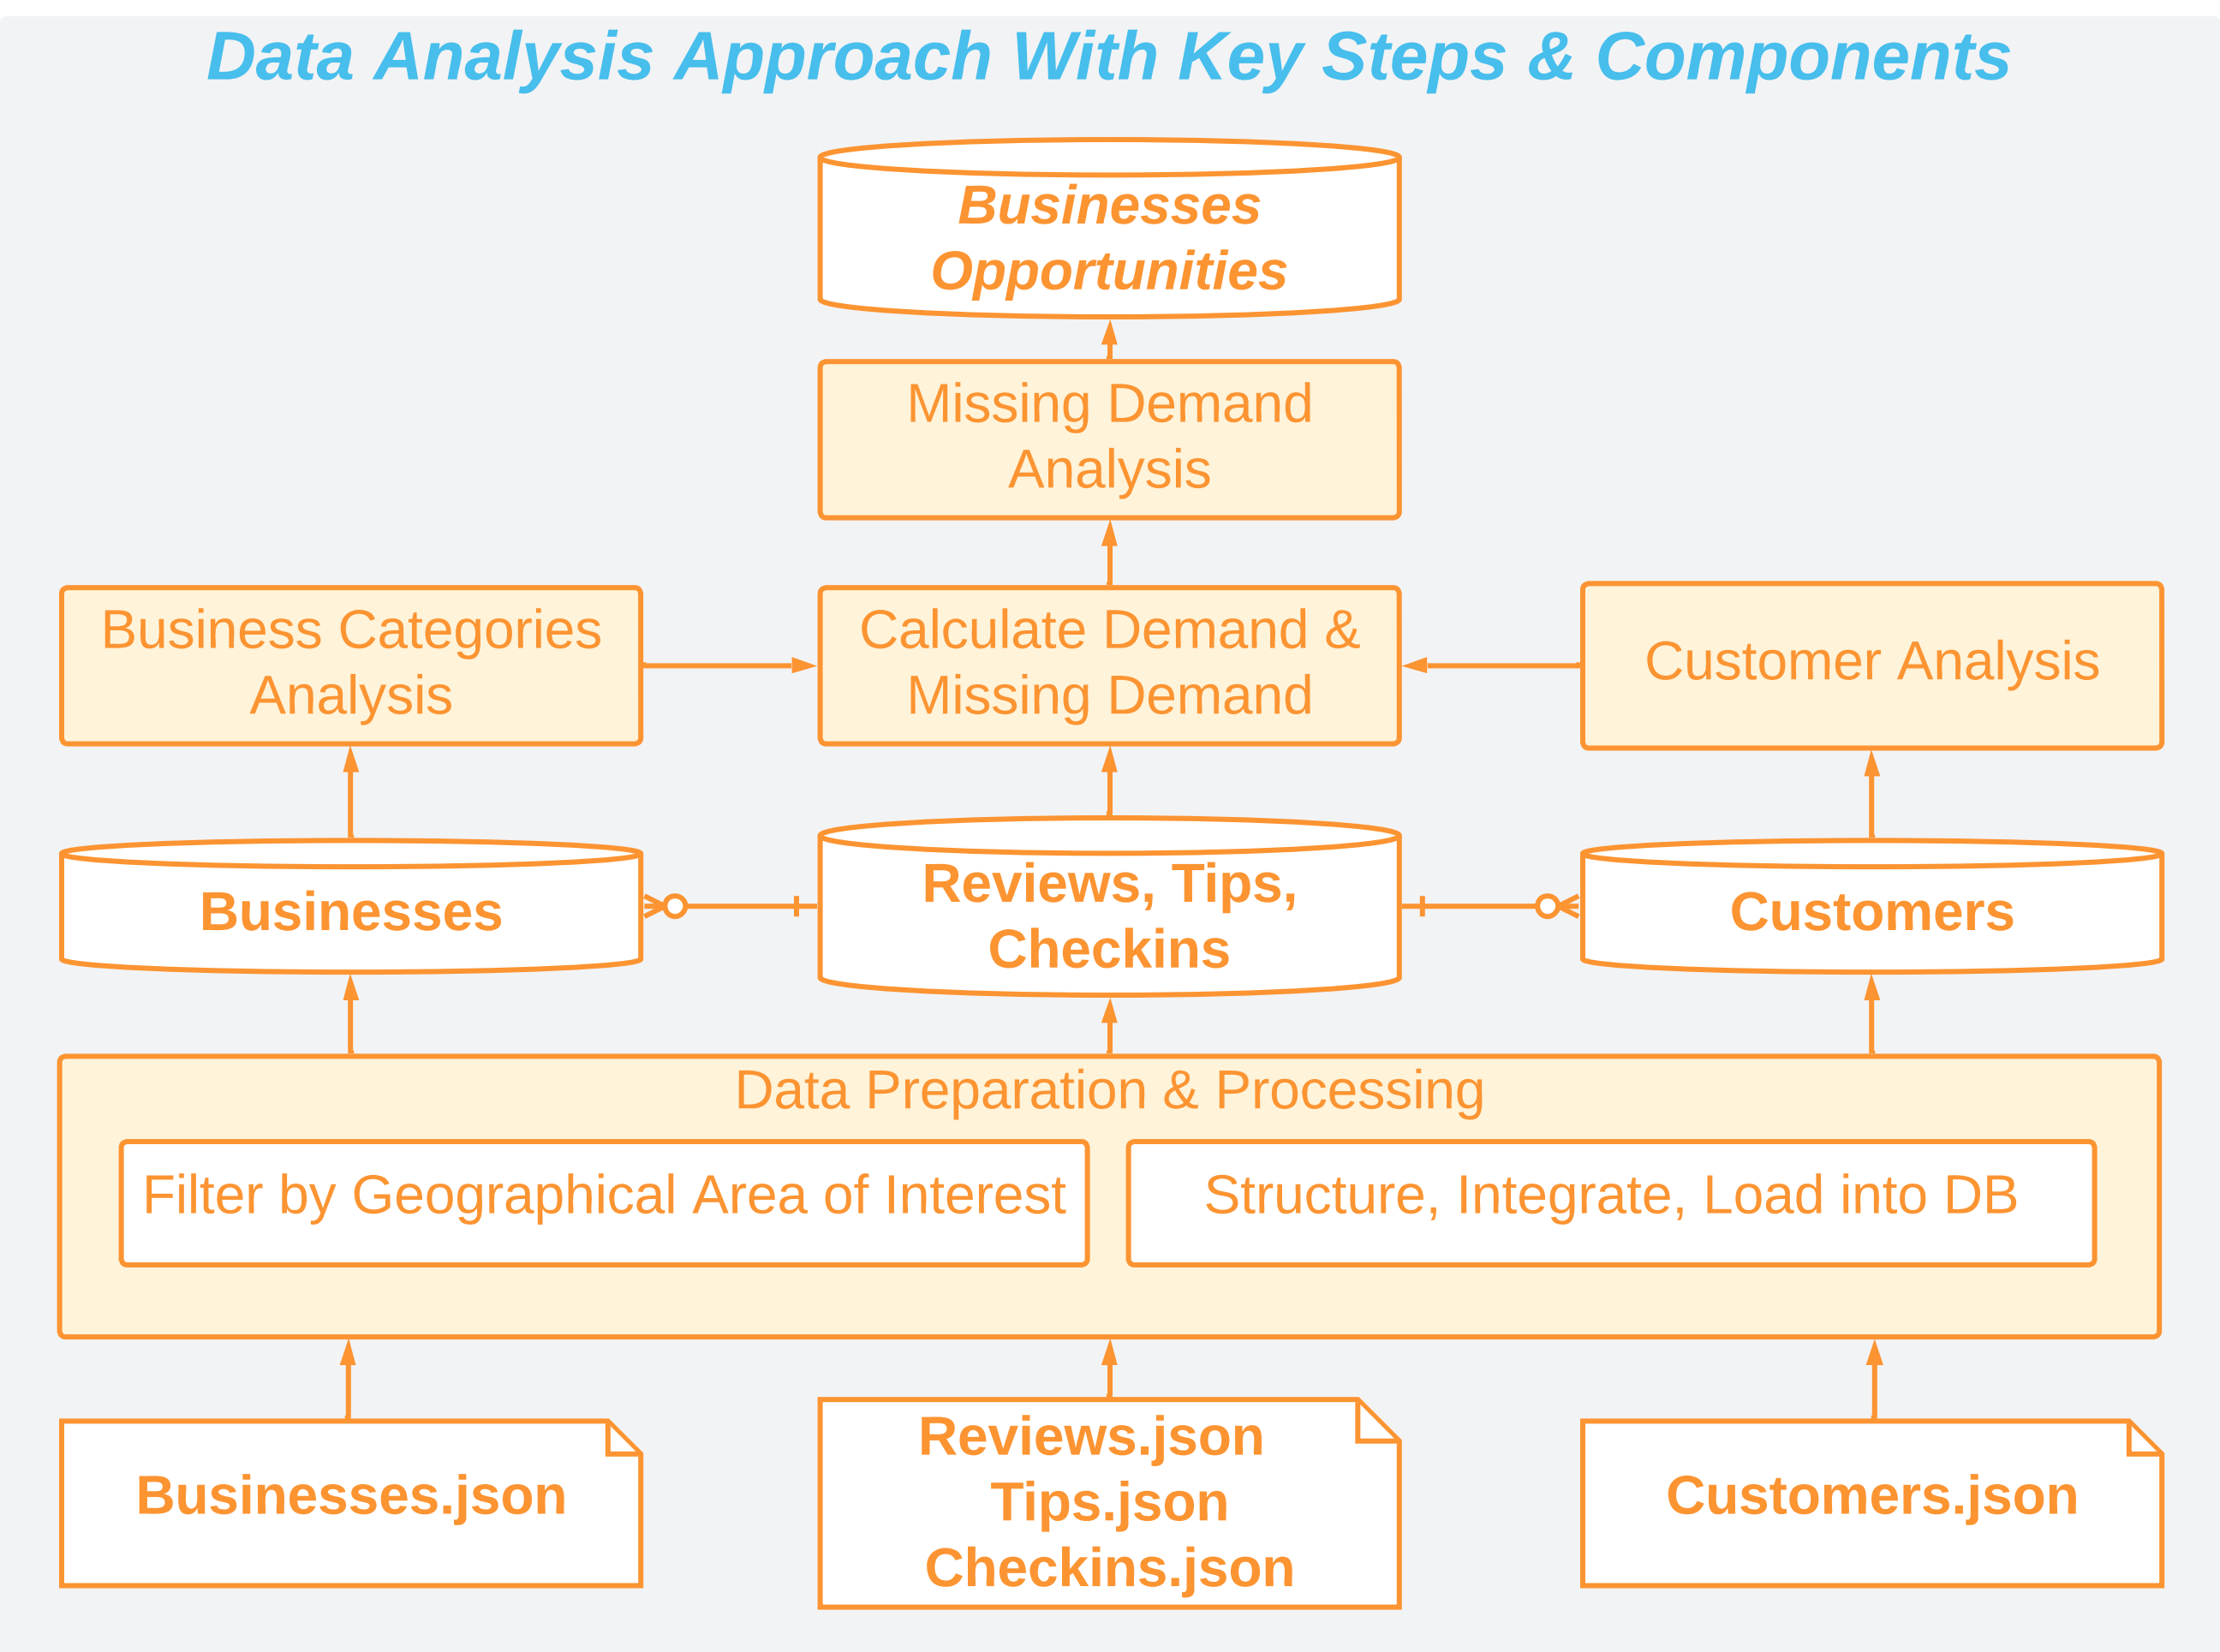 Data Analysis Approach With Key Steps & Components
Businesses
Opportunities
Missing Demand
Analysis
Business Categories
Analysis
Calculate Demand &
Missing Demand
Customer Analysis
Businesses
Reviews, Tips,
Checkins
Customers
Data Preparation & Processing
Filter by Geographical Area of Interest
Structure, Integrate, Load into DB
Businesses.json
Reviews.json
Tips.json
Checkins.json
Customers.json